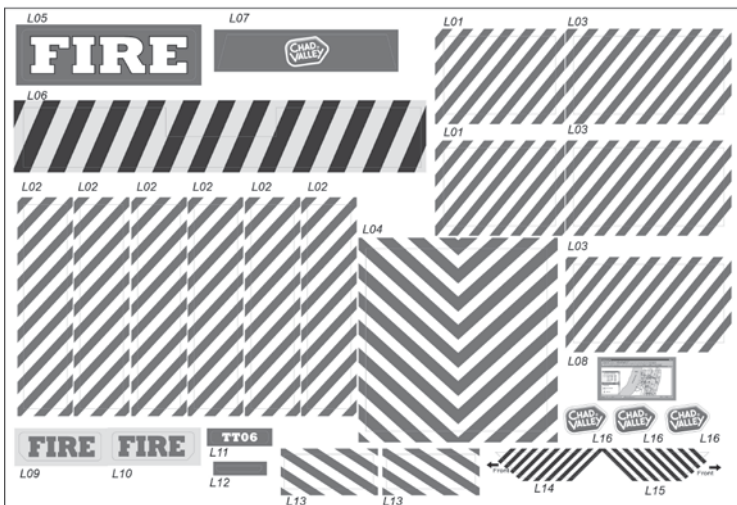 L05
L07
L01
L03
FIRE
CHAD
VALLEY
L06
L01
L03
L02
L02
L02
L02
L02
L02
L04
L03
L08
CHAD
VALLEY
CHAD
VALLEY
CHAD
VALLEY
L16
L16
L16
FIRE
FIRE
TT06
L09
L10
L11
L12
L13
L13
Front
Front
L14
L15